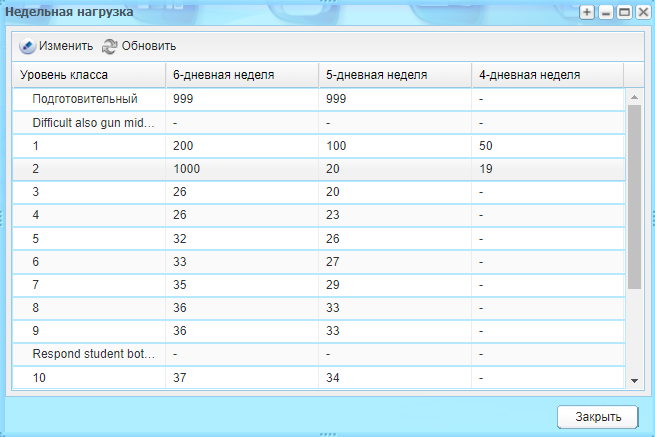 Недельная нагрузка
Изменить Обновить
Уровень класса 6-дневная неделя 5-дневная неделя 4-дневная неделя
Подготовительный 999 999 -
Difficult also gun mid... - - -
1 200 100 50
2 1000 20 19
3 26 20 -
4 26 23 -
5 32 26 -
6 33 27 -
7 35 29 -
8 36 33 -
9 36 33 -
Respond student bot... - - -
10 37 34 -
Закрыть